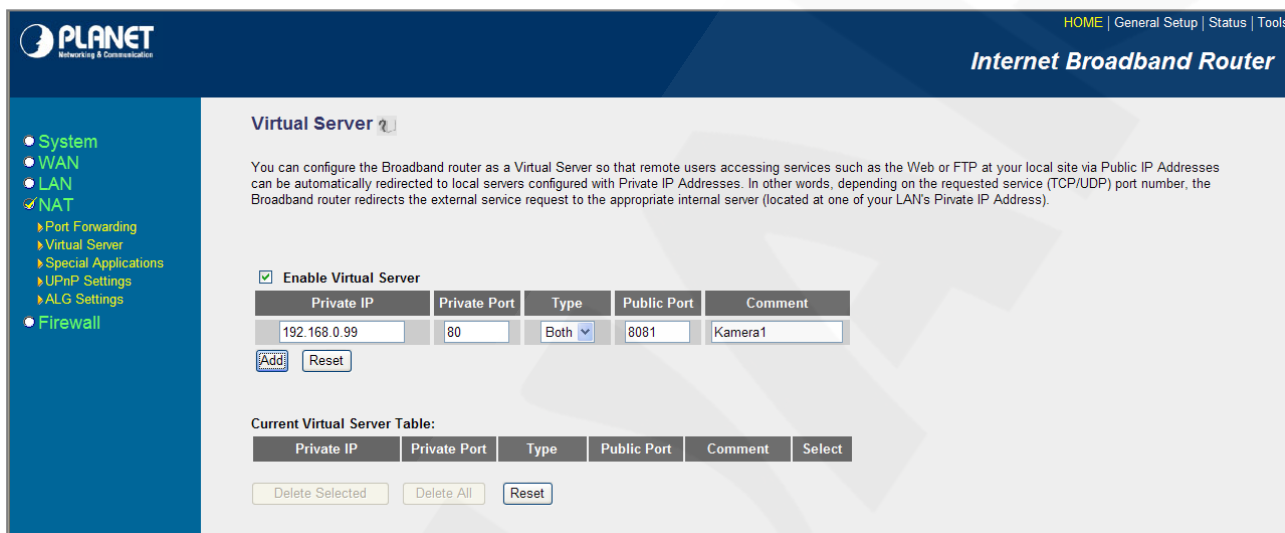 PLANET
Networking & Communication
HOME | General Setup | Status | Tools
Internet Broadband Router
System
WAN
LAN
NAT
Port Forwarding
Virtual Server
Special Applications
UPnP Settings
ALG Settings
Firewall
Virtual Server
You can configure the Broadband router as a Virtual Server so that remote users accessing services such as the Web or FTP at your local site via Public IP Addresses
can be automatically redirected to local servers configured with Private IP Addresses. In other words, depending on the requested service (TCP/UDP) port number, the
Broadband router redirects the external service request to the appropriate internal server (located at one of your LAN's Pivate IP Address).
Enable Virtual Server
Private IP Private Port Type Public Port Comment
192.168.0.99 80 Both 8081 Kamera1
Add Reset
Current Virtual Server Table:
Private IP Private Port Type Public Port Comment Select
Delete Selected Delete All Reset